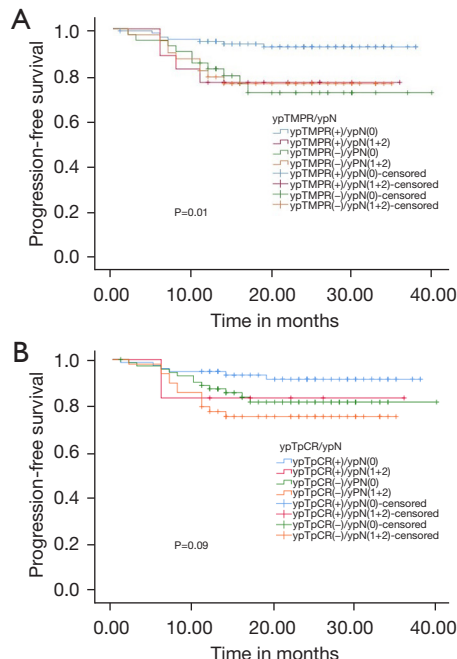 A
Progression-free survival
1.0
0.8
0.6
0.4
0.2
0.0
ypTMPR/ypN
ypTMPR(+)/ypN(0)
ypTMPR(+)/ypN(1+2)
ypTMPR(−)/yPN(0)
ypTMPR(−)/YPN(1+2)
ypTMPR(+)/ypN(0)-censored
ypTMPR(+)/ypN(1+2)-censored
ypTMPR(−)/ypN(0)-censored
ypTMPR(−)/ypN(1+2)-censored
P=0.01
0.00 10.00 20.00 30.00 40.00
Time in months
B
Progression-free survival
1.0
0.8
0.6
0.4
0.2
0.0
ypTpCR/ypN
ypTpCR(+)/ypN(0)
ypTpCR(+)/ypN(1+2)
ypTpCR(−)/yPN(0)
ypTpCR(−)/YPN(1+2)
ypTpCR(+)/ypN(0)-censored
ypTpCR(+)/ypN(1+2)-censored
ypTpCR(−)/ypN(0)-censored
ypTpCR(−)/ypN(1+2)-censored
P=0.09
0.00 10.00 20.00 30.00 40.00
Time in months